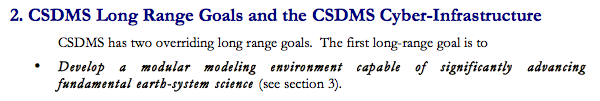 2. CSDMS Long Range Goals and the CSDMS Cyber-Infrastructure
CSDMS has two overriding long range goals.  The first long-range goal is to
• Develop a modular modeling environment capable of significantly advancing
fundamental earth-system science (see section 3).